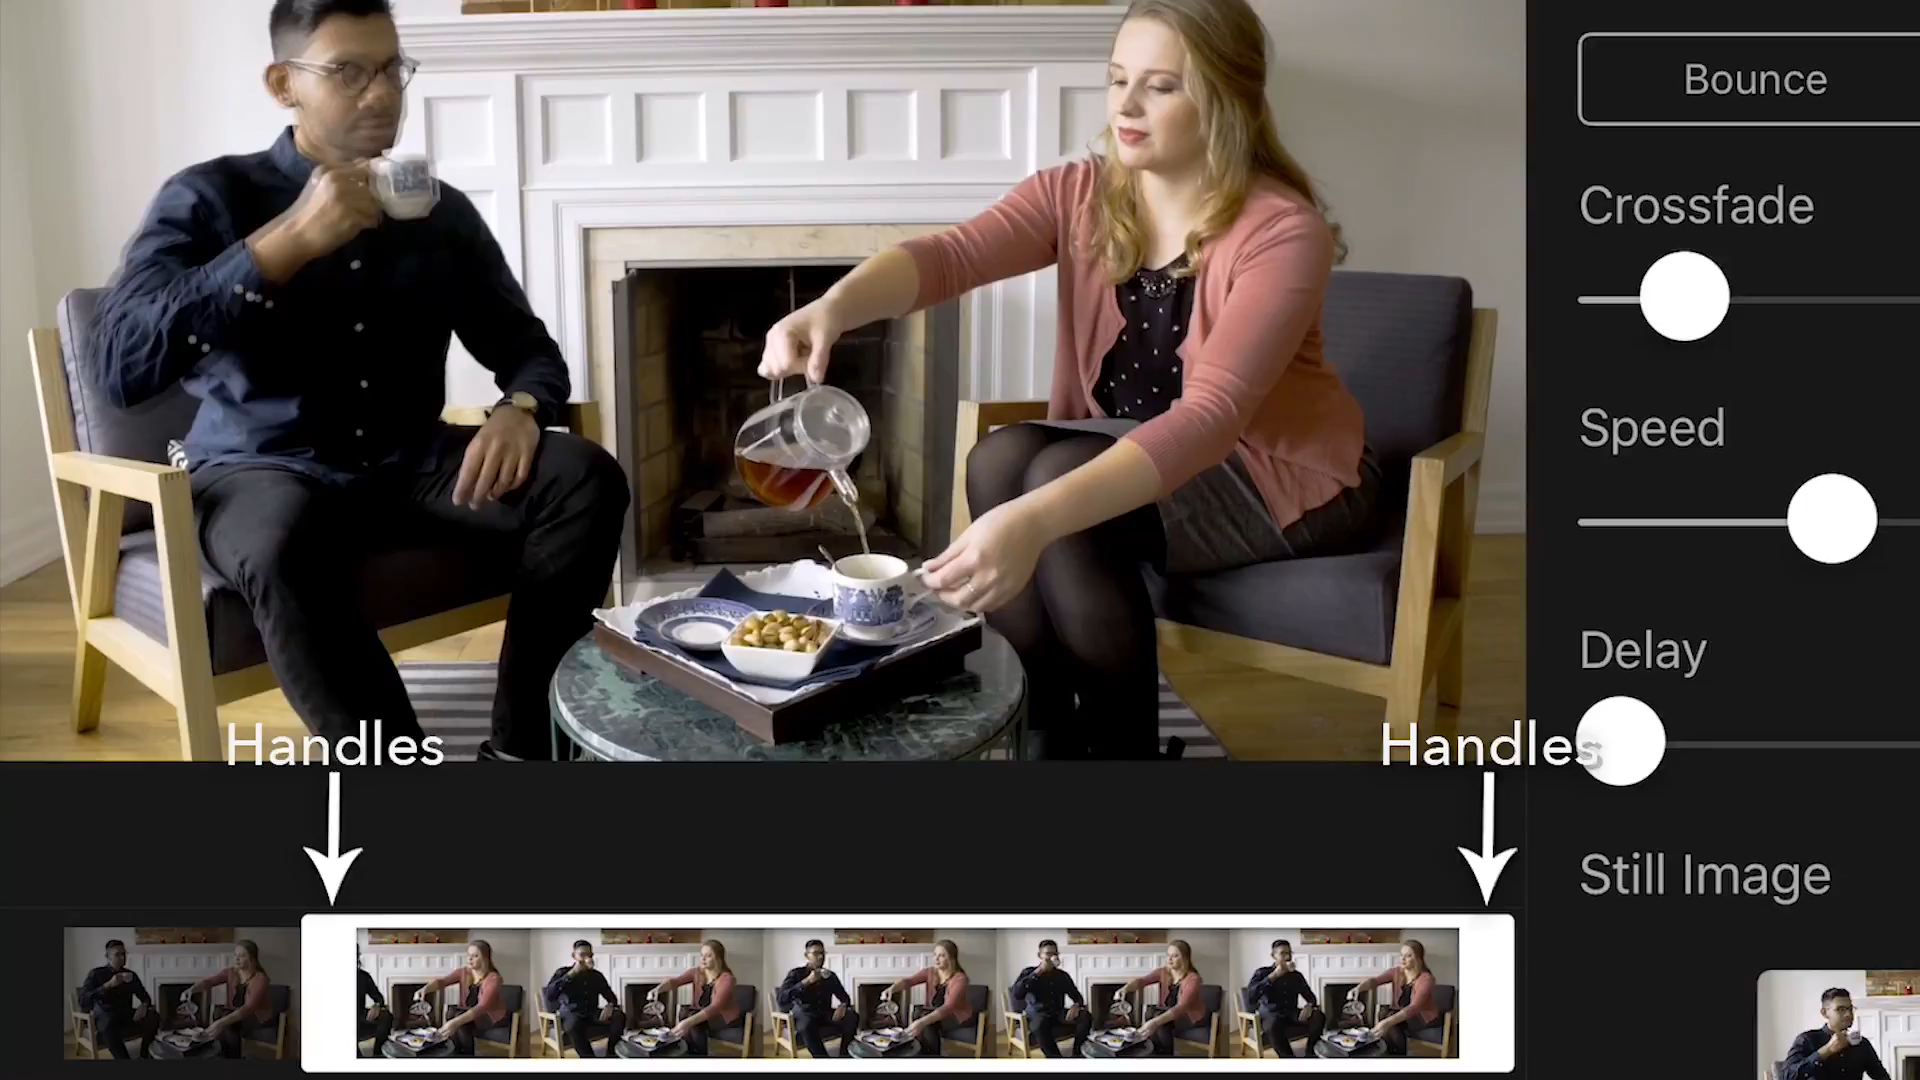 Bounce
Crossfade
Speed
Delay
Handles
Handles
Still Image